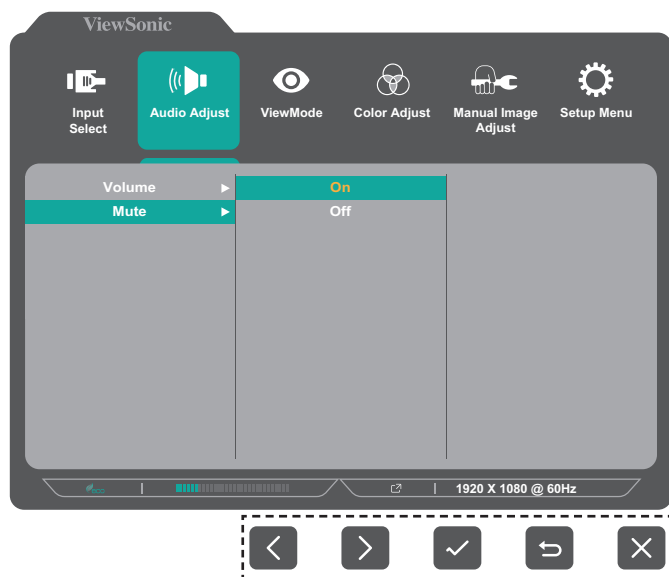 ViewSonic
Input
Select
Audio Adjust
ViewMode
Color Adjust
Manual Image
Adjust
Setup Menu
Volume
On
Mute
Off
eco
1920 X 1080 @ 60Hz